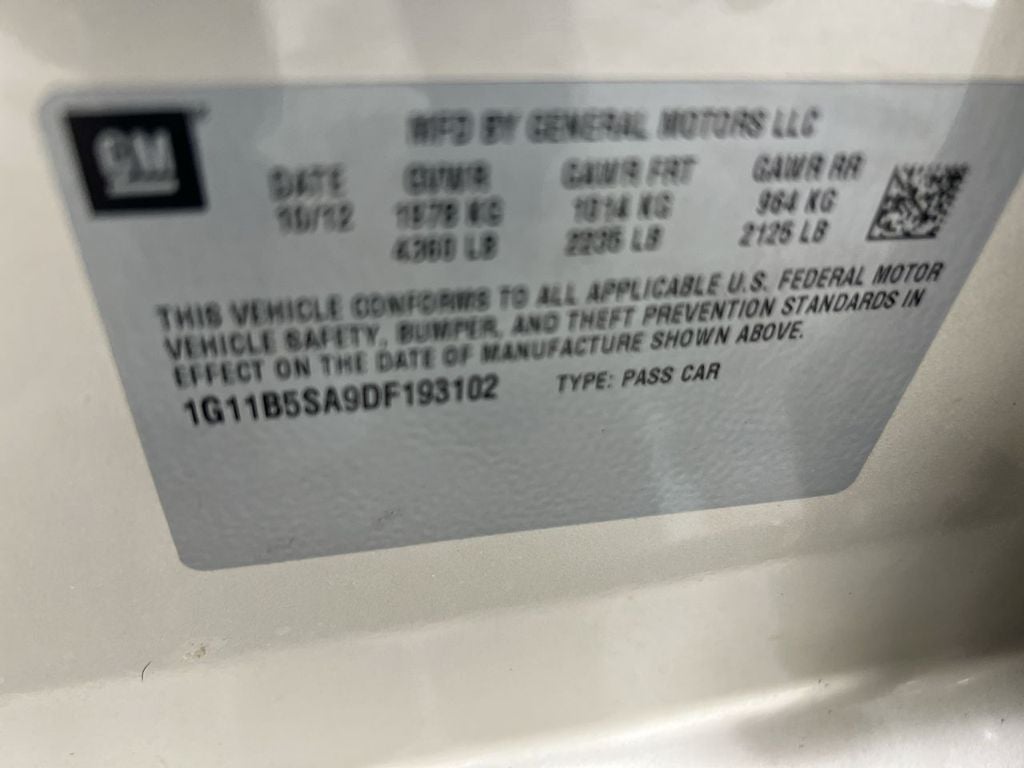 GM
MFD BY GENERAL MOTORS LLC
DATE GVWR GAWR FRT GAWR RR
10/12 1978 KG 1014 KG 964 KG
4360 LB 2235 LB 2125 LB
THIS VEHICLE CONFORMS TO ALL APPLICABLE U.S. FEDERAL MOTOR
VEHICLE SAFETY, BUMPER, AND THEFT PREVENTION STANDARDS IN
EFFECT ON THE DATE OF MANUFACTURE SHOWN ABOVE.
1G11B5SA9DF193102 TYPE: PASS CAR